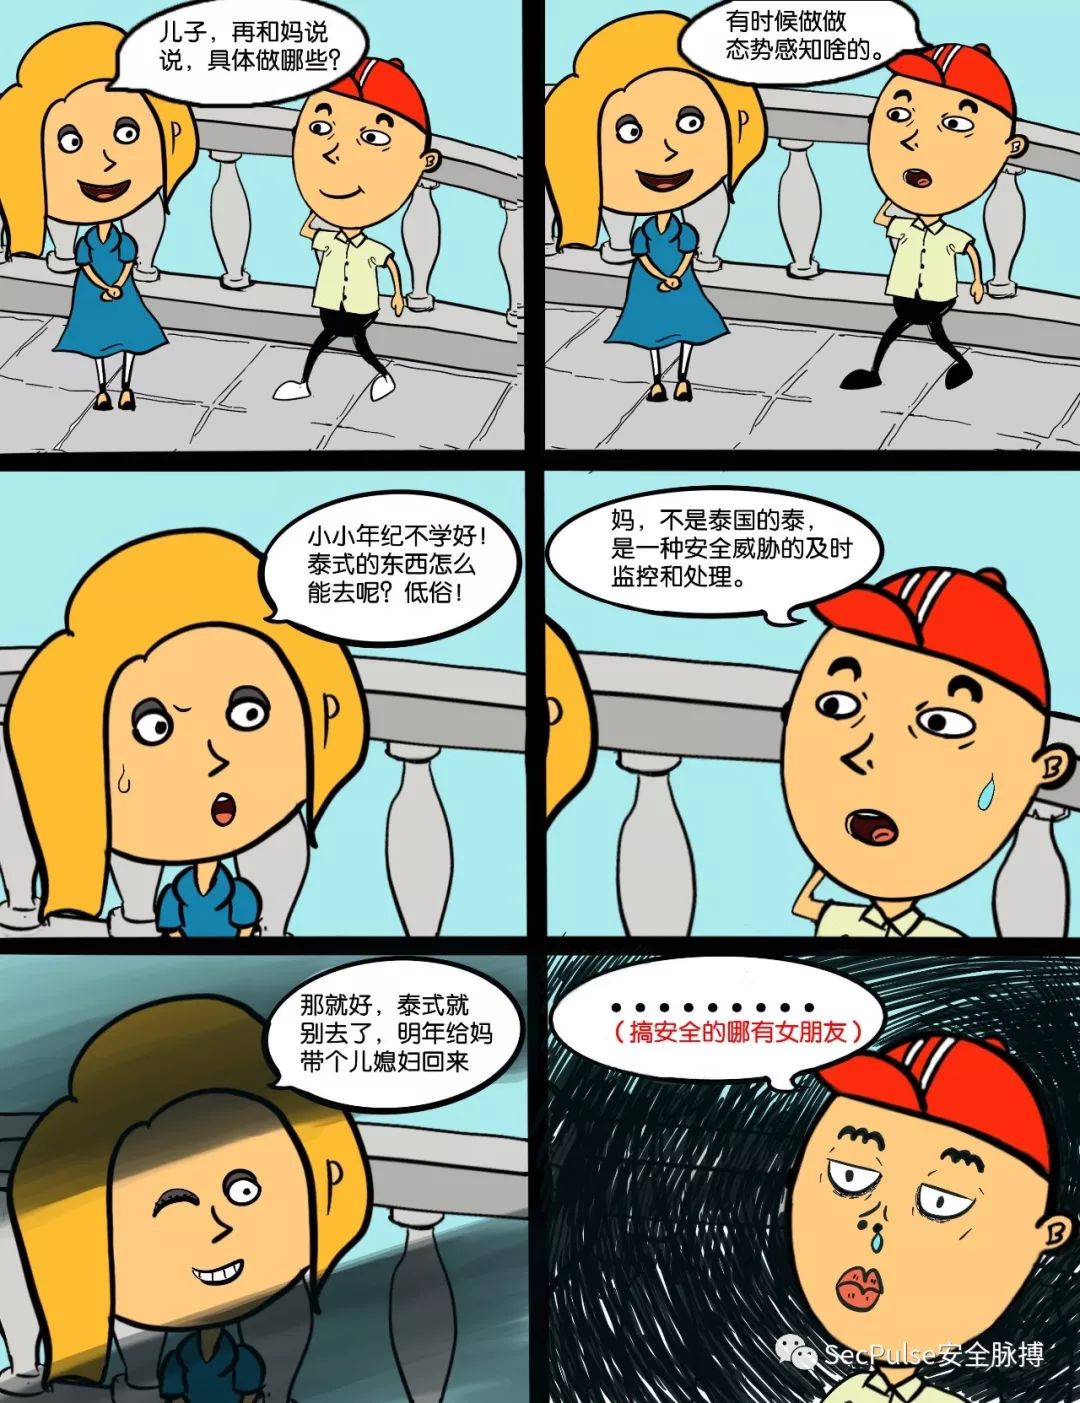 儿子，再和妈说
说，具体做哪些？
有时候做做
态势感知啥的。
小小年纪不学好！
泰式的东西怎么
能去呢？低俗！
妈，不是泰国的泰，
是一种安全威胁的及时
监控和处理。
那就好，泰式就
别去了，明年给妈
带个儿媳妇回来
·········
（搞安全的哪有女朋友）
SecPulse安全脉搏